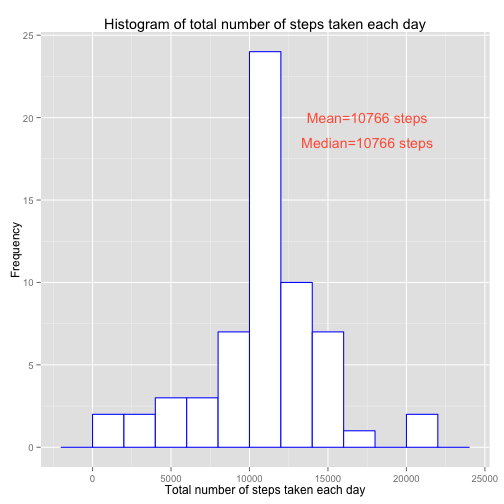 Histogram of total number of steps taken each day
25
20
15
10
5
0
Frequency
Mean=10766 steps
Median=10766 steps
0 5000 10000 15000 20000 25000
Total number of steps taken each day